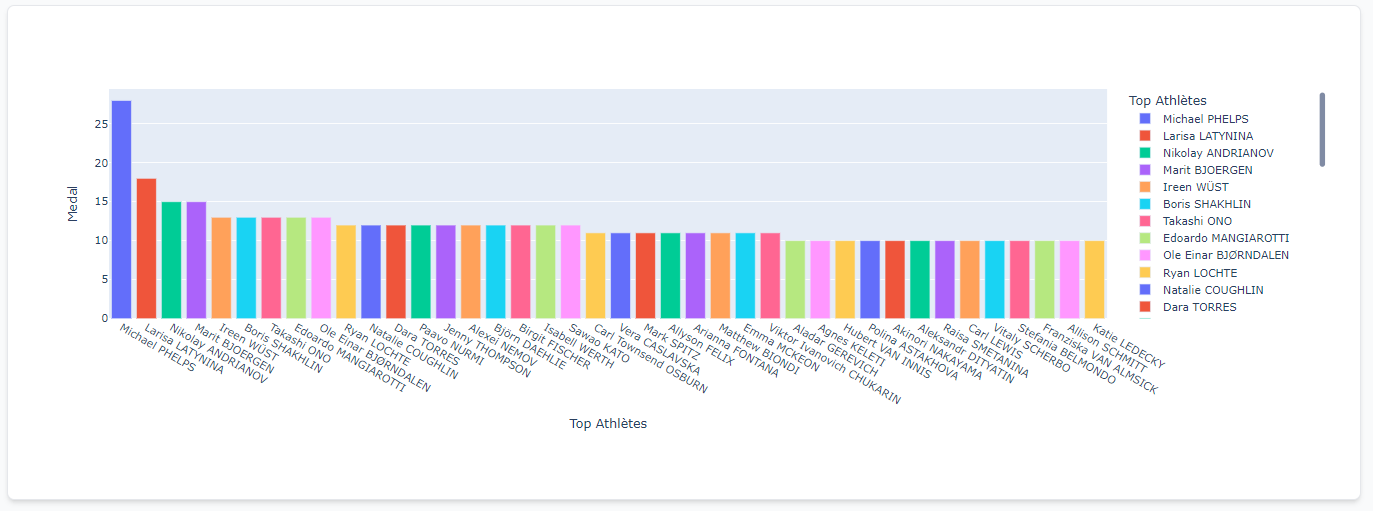 25
20
15
10
5
0
Medal
Michael PHELPS
Larisa LATYNINA
Nikolay ANDRIANOV
Marit BJOERGEN
Ireen WÜST
Boris SHAKHLIN
Takashi ONO
Edoardo MANGIAROTTI
Ole Einar BJØRNDALEN
Ryan LOCHTE
Natalie COUGHLIN
Dara TORRES
Paavo NURMI
Jenny THOMPSON
Alexei NEMOV
Björn DAEHLIE
Birgit FISCHER
Isabell WERTH
Sawao KATO
Carl Townsend OSBURN
Vera CASLAVSKA
Mark SPITZ
Allyson FELIX
Arianna FONTANA
Matthew BIONDI
Emma MCKEON
Viktor Ivanovich CHUKARIN
Aladar GEREVICH
Agnes KELETI
Hubert VAN INNIS
Polina ASTAKHOVA
Akinori NAKAYAMA
Aleksandr DITYATIN
Raisa SMETANINA
Carl LEWIS
Vitaly SCHERBO
Stefania BELMONDO
Franziska VAN ALMSICK
Allison SCHMITT
Katie LEDECKY
Top Athlètes
Top Athlètes
Michael PHELPS
Larisa LATYNINA
Nikolay ANDRIANOV
Marit BJOERGEN
Ireen WÜST
Boris SHAKHLIN
Takashi ONO
Edoardo MANGIAROTTI
Ole Einar BJØRNDALEN
Ryan LOCHTE
Natalie COUGHLIN
Dara TORRES